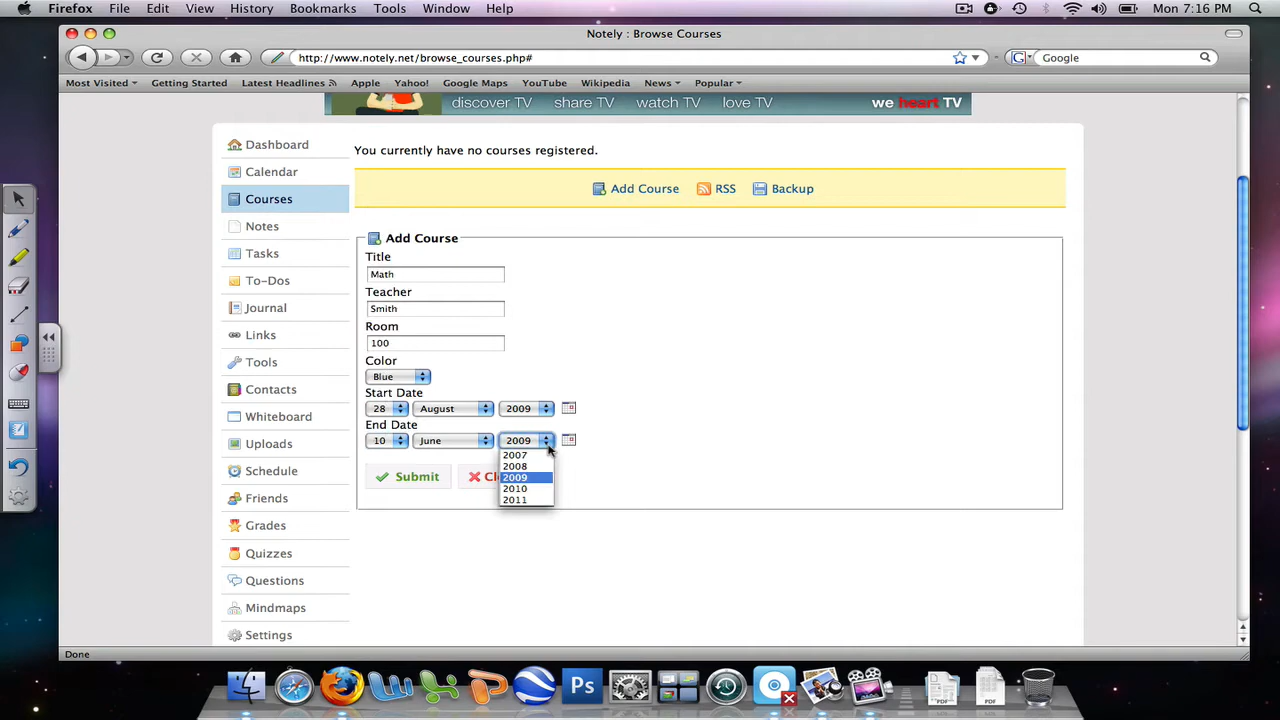 Firefox File Edit View History Bookmarks Tools Window Help Mon 7:16 PM
Notely : Browse Courses
http://www.notely.net/browse_courses.php# Google
Most Visited Getting Started Latest Headlines Apple Yahoo! Google Maps YouTube Wikipedia News Popular
discover TV share TV watch TV love TV we heart TV
Dashboard
Calendar
Courses
Notes
Tasks
To-Dos
Journal
Links
Tools
Contacts
Whiteboard
Uploads
Schedule
Friends
Grades
Quizzes
Questions
Mindmaps
Settings
You currently have no courses registered.
Add Course RSS Backup
Add Course
Title
Math
Teacher
Smith
Room
100
Color
Blue
Start Date
28 August 2009
End Date
10 June 2009
2007
2008
2009
2010
2011
Submit
Done
Ps
PDF PDF